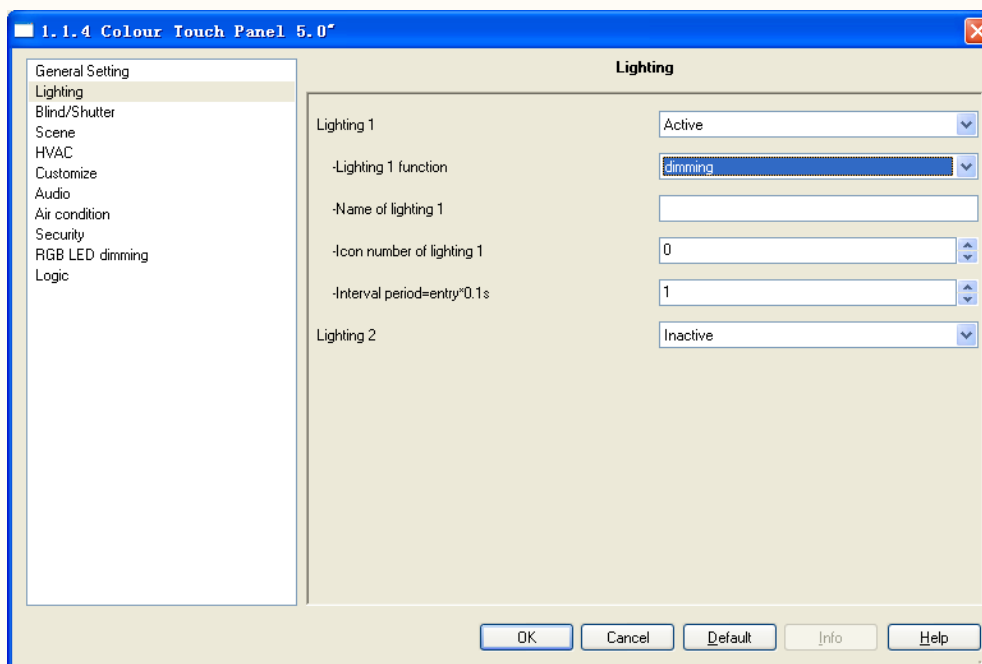 1.1.4 Colour Touch Panel 5.0"
General Setting
Lighting
Blind/Shutter
Scene
HVAC
Customize
Audio
Air condition
Security
RGB LED dimming
Logic
Lighting
Lighting 1 Active
-Lighting 1 function dimming
-Name of lighting 1
-Icon number of lighting 1 0
-Interval period=entry*0.1s 1
Lighting 2 Inactive
OK Cancel Default Info Help